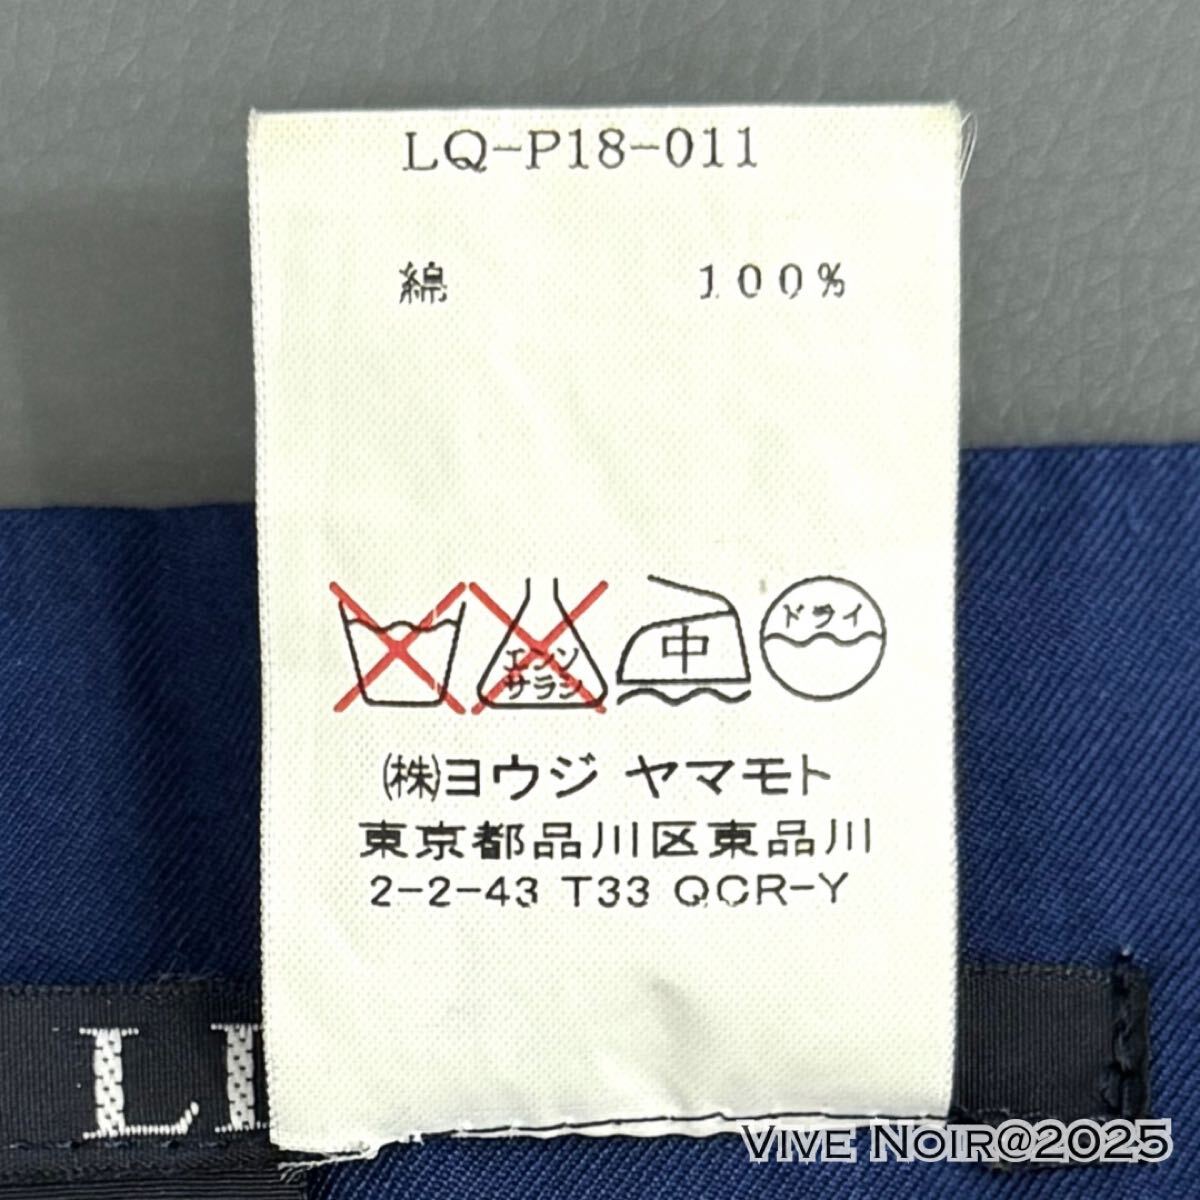 LQ-P18-011
綿 100%
エンソ
サラシ
中
ドライ
(株)ヨウジ ヤマモト
東京都品川区東品川
2-2-43 T33 QCR-Y
LI
VIVE NOIR@2025